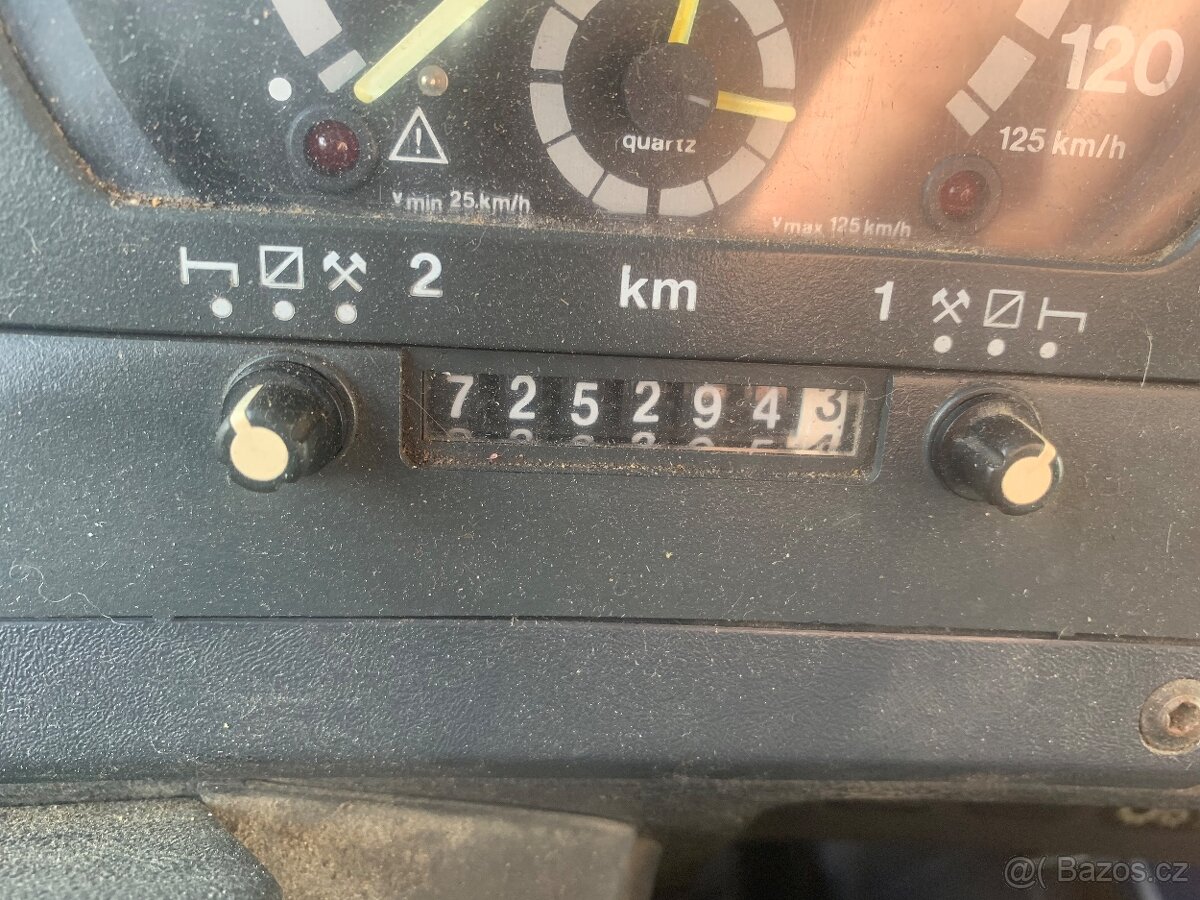 120
quartz
125 km/h
v min 25 km/h
v max 125 km/h
2 km 1
7252943
@( Bazos.cz